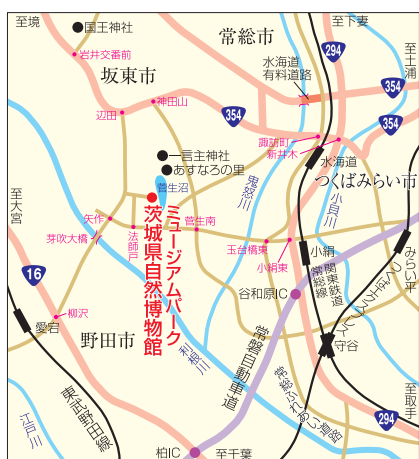 至境
国王神社
岩井交番前
坂東市
常総市
294
至下妻
至土浦
水海道
有料道路
354
354
354
神田山
辺田
諏訪町
新井木
一言主神社
あすなろの里
菅生沼
水海道
つくばみらい市
鬼怒川
小貝川
至大宮
矢作
芽吹大橋
法師戸
菅生南
ミュージアムパーク
茨城県自然博物館
玉台橋東
小絹東
小絹
関東鉄道
常総線
みらい平
つくばエクスプレス
16
谷和原IC
柳沢
愛宕
野田市
利根川
常磐自動車道
守谷
常総ふれあい道路
至取手
294
東武野田線
江戸川
柏IC
至千葉